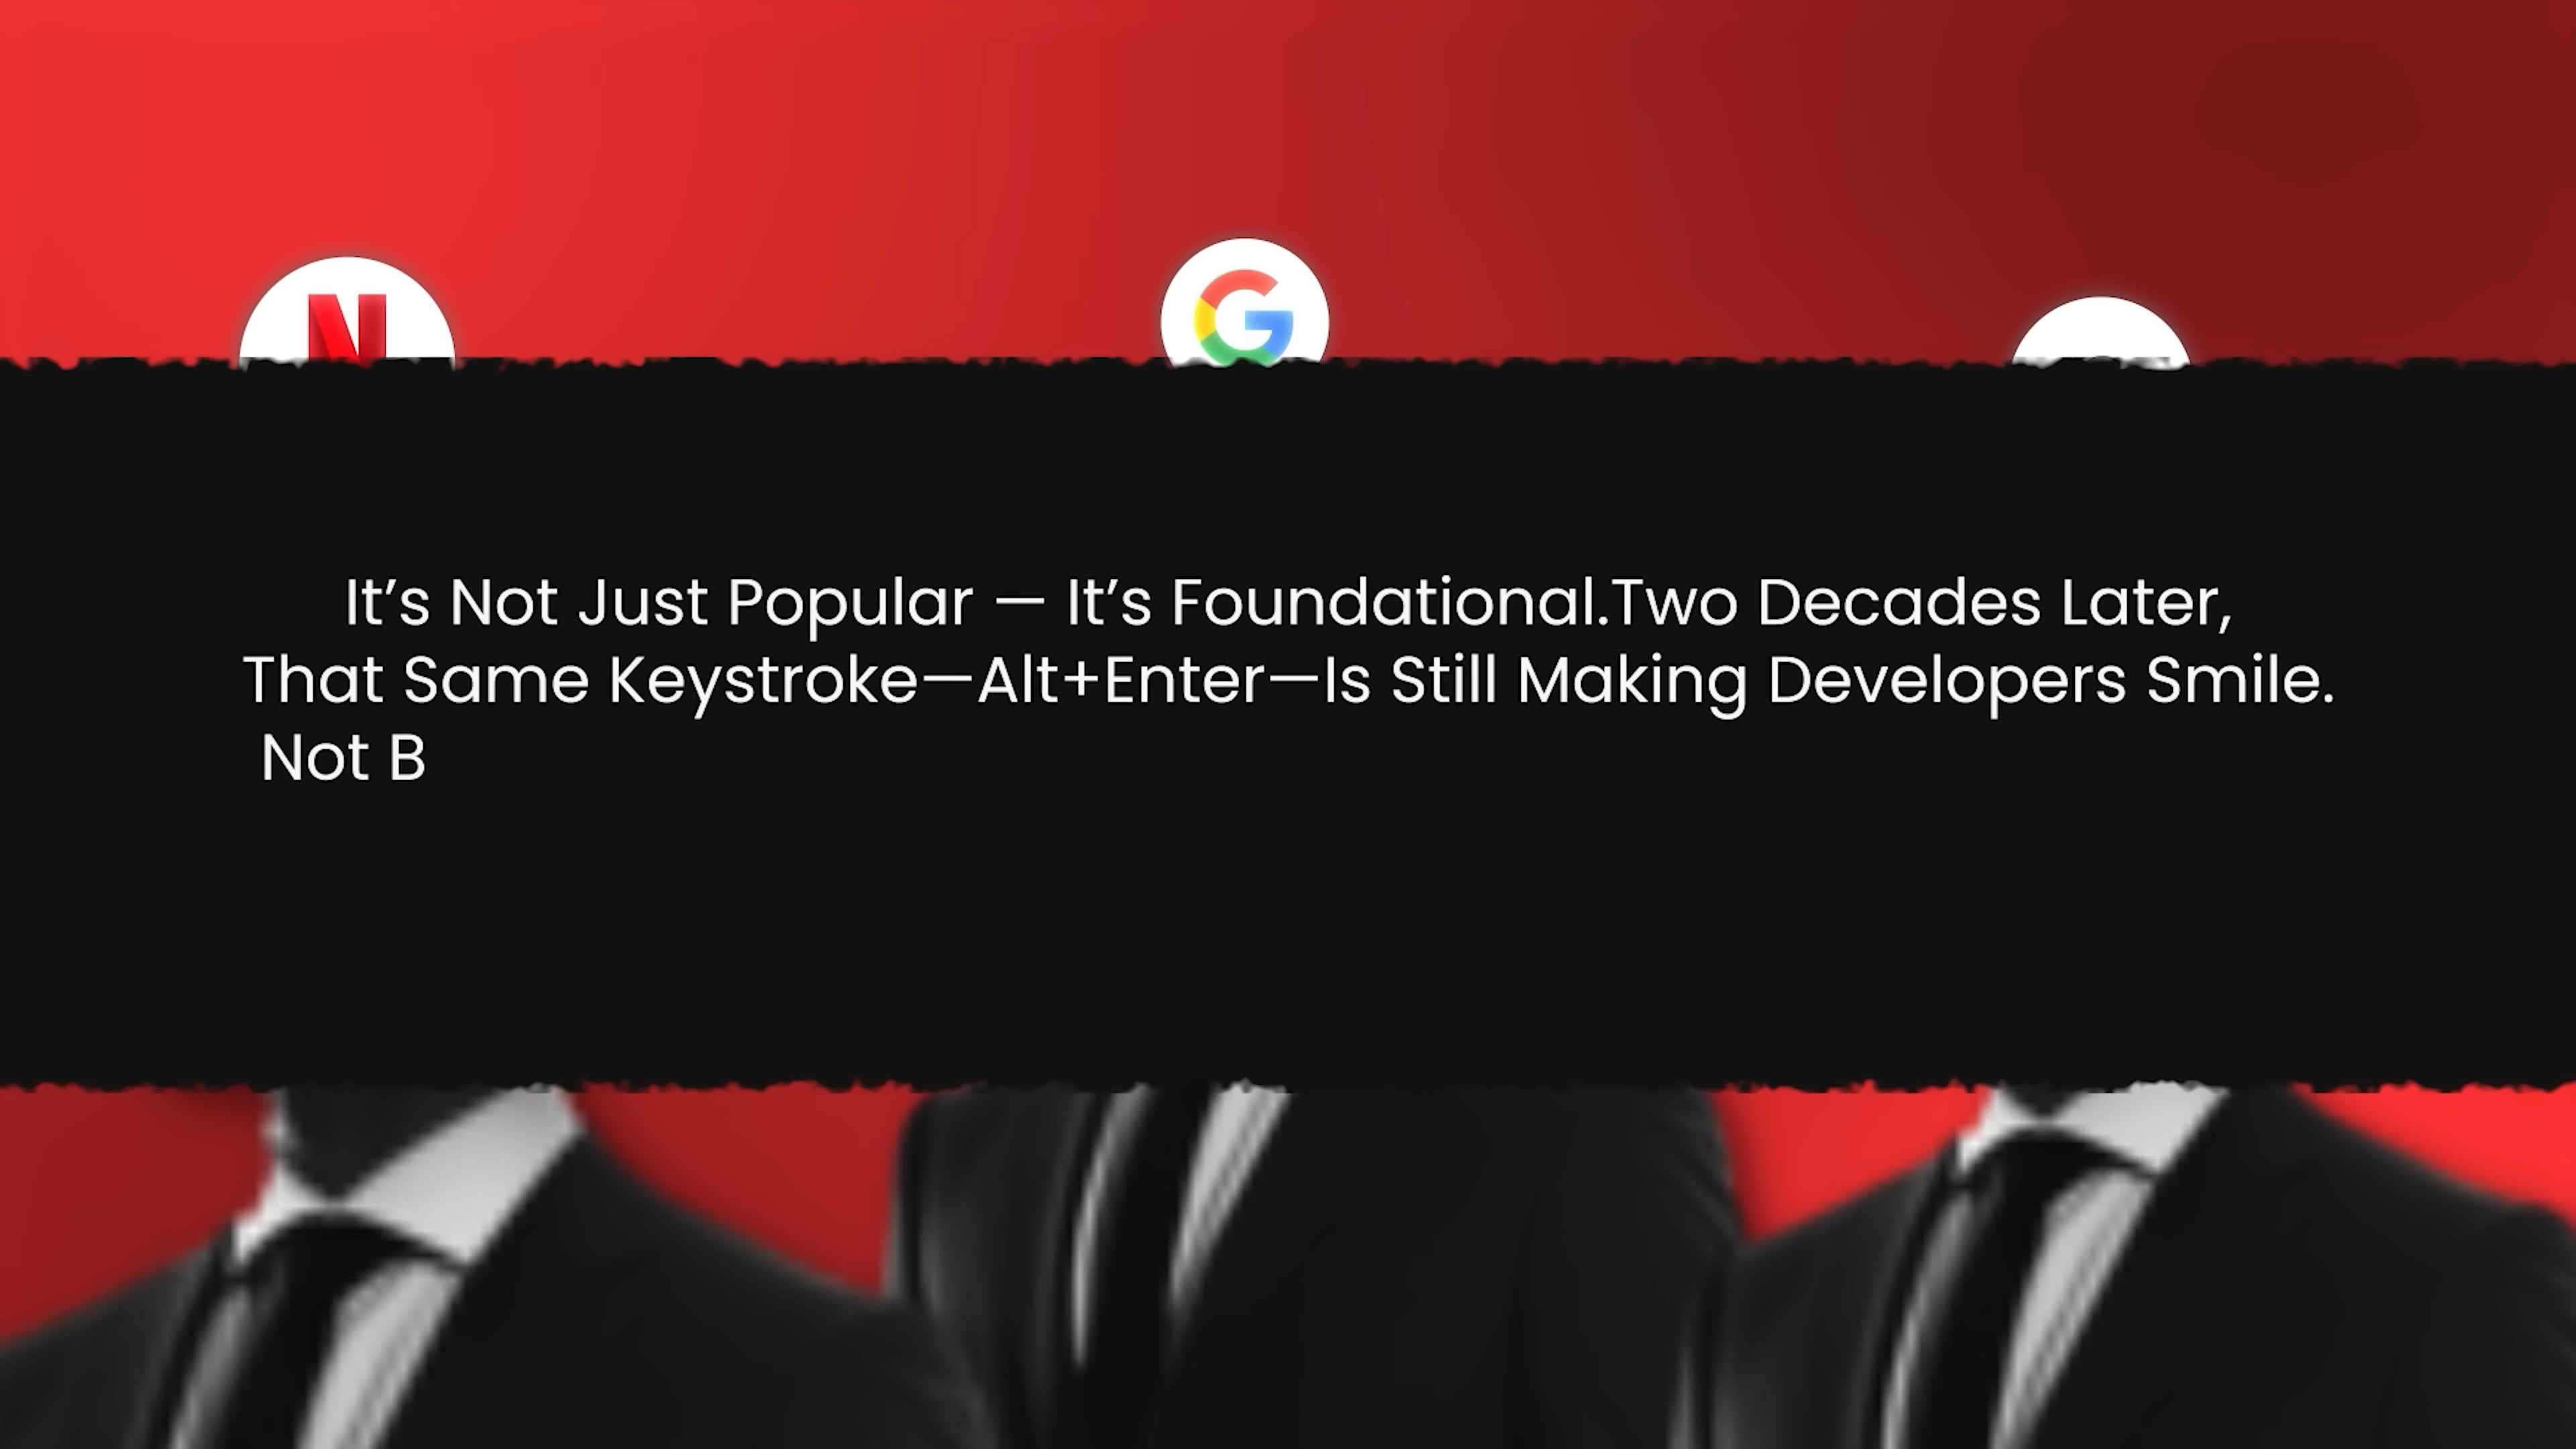 It’s Not Just Popular — It’s Foundational.Two Decades Later,
That Same Keystroke—Alt+Enter—Is Still Making Developers Smile.
Not B